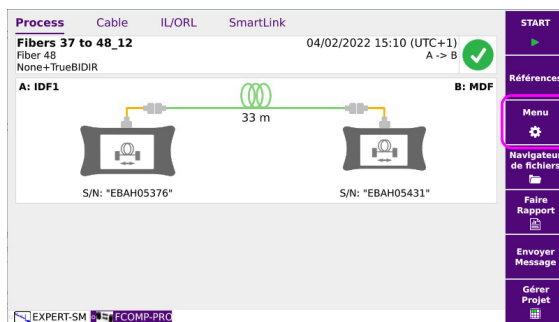 Process Cable IL/ORL SmartLink
Fibers 37 to 48_12
04/02/2022 15:10 (UTC+1)
Fiber 48
A -> B
None+TrueBIDIR
A: IDF1
B: MDF
33 m
S/N: "EBAH05376"
S/N: "EBAH05431"
EXPERT-SM
FCOMP-PRO
START
Références
Menu
Navigateur
de fichiers
Faire
Rapport
Envoyer
Message
Gérer
Projet